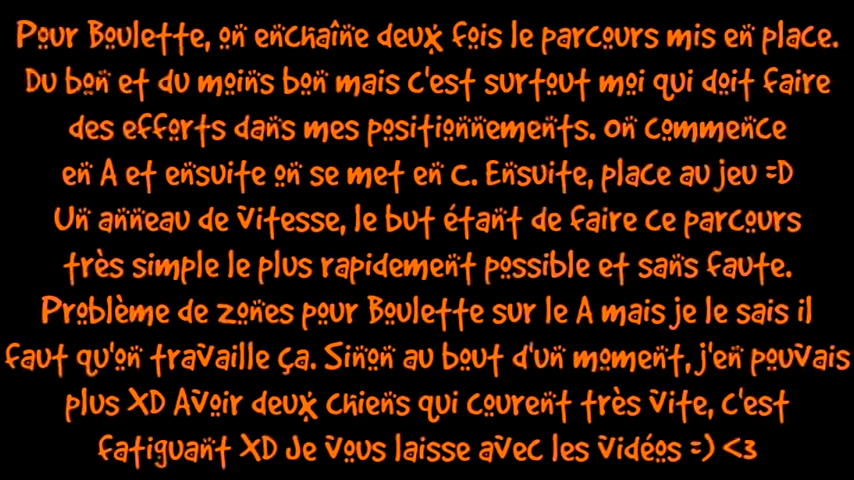 Pour Boulette, on enchaîne deux fois le parcours mis en place.
Du bon et du moins bon mais c'est surtout moi qui doit faire
des efforts dans mes positionnements. On commence
en A et ensuite on se met en C. Ensuite, place au jeu =D
Un anneau de vitesse, le but étant de faire ce parcours
très simple le plus rapidement possible et sans faute.
Problème de zones pour Boulette sur le A mais je le sais il
faut qu'on travaille ça. Sinon au bout d'un moment, j'en pouvais
plus XD Avoir deux chiens qui courent très vite, c'est
fatiguant XD Je vous laisse avec les vidéos =) <3